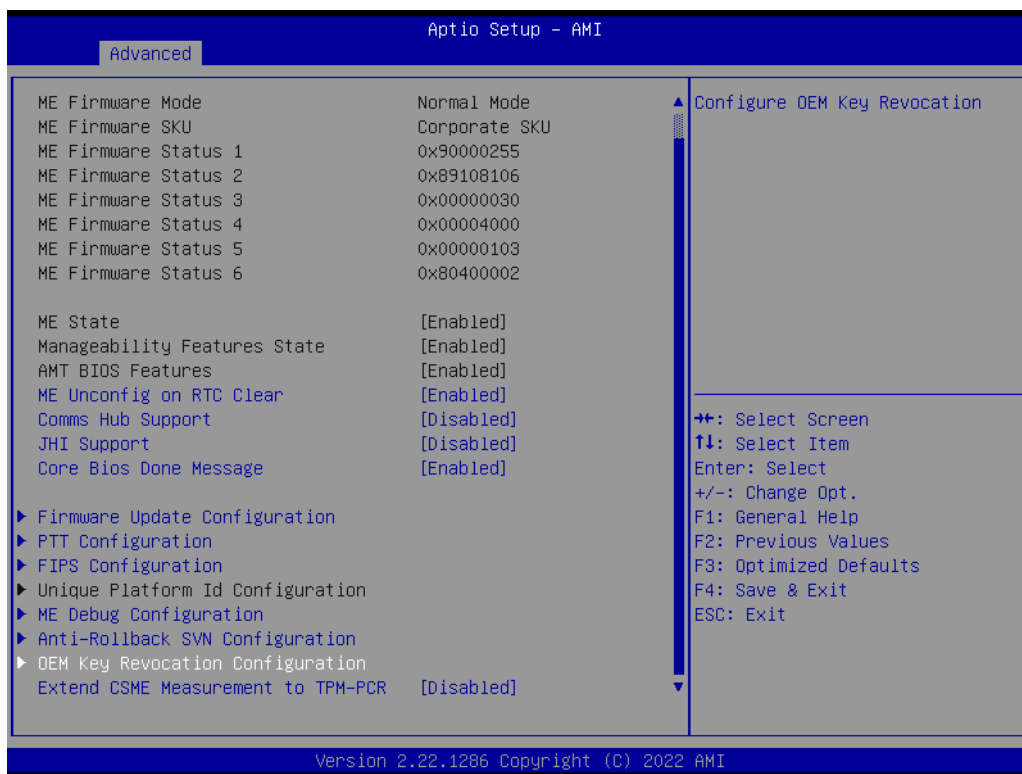 Aptio Setup – AMI
Advanced
ME Firmware Mode Normal Mode
ME Firmware SKU Corporate SKU
ME Firmware Status 1 0x90000255
ME Firmware Status 2 0x89108106
ME Firmware Status 3 0x00000030
ME Firmware Status 4 0x00004000
ME Firmware Status 5 0x00000103
ME Firmware Status 6 0x80400002
ME State [Enabled]
Manageability Features State [Enabled]
AMT BIOS Features [Enabled]
ME Unconfig on RTC Clear [Enabled]
Comms Hub Support [Disabled]
JHI Support [Disabled]
Core Bios Done Message [Enabled]
Firmware Update Configuration
PTT Configuration
FIPS Configuration
Unique Platform Id Configuration
ME Debug Configuration
Anti-Rollback SVN Configuration
OEM Key Revocation Configuration
Extend CSME Measurement to TPM-PCR [Disabled]
Configure OEM Key Revocation
→←: Select Screen
↑↓: Select Item
Enter: Select
+/-: Change Opt.
F1: General Help
F2: Previous Values
F3: Optimized Defaults
F4: Save & Exit
ESC: Exit
Version 2.22.1286 Copyright (C) 2022 AMI